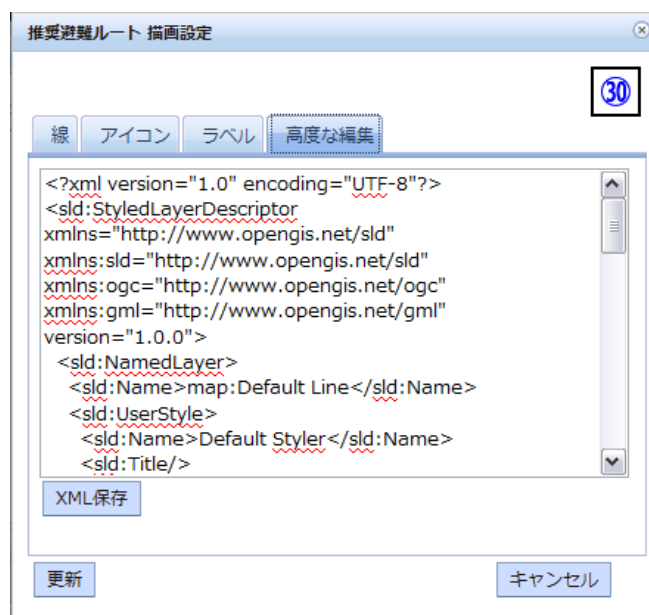 推奨避難ルート 描画設定
㉚
線 アイコン ラベル 高度な編集
<?xml version="1.0" encoding="UTF-8"?>
<sld:StyledLayerDescriptor
xmlns="http://www.opengis.net/sld"
xmlns:sld="http://www.opengis.net/sld"
xmlns:ogc="http://www.opengis.net/ogc"
xmlns:gml="http://www.opengis.net/gml"
version="1.0.0">
<sld:NamedLayer>
<sld:Name>map:Default Line</sld:Name>
<sld:UserStyle>
<sld:Name>Default Styler</sld:Name>
<sld:Title/>
XML保存
更新 キャンセル